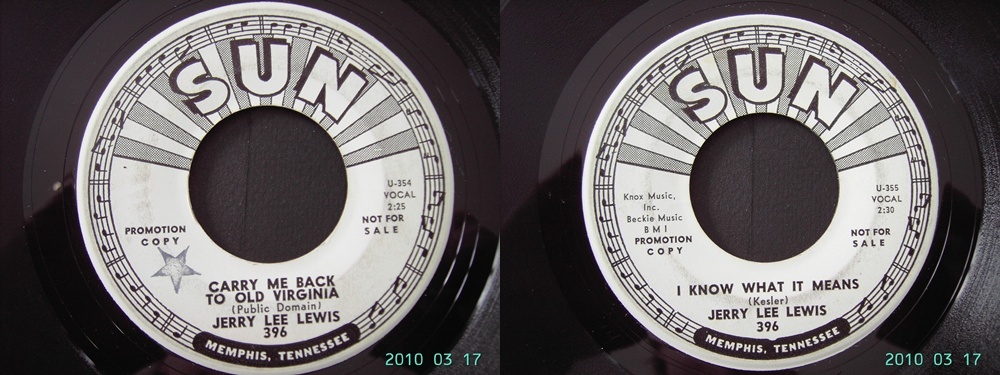 SUN
U-354
VOCAL
2:25
NOT FOR
SALE
PROMOTION
COPY
CARRY ME BACK
TO OLD VIRGINIA
(Public Domain)
JERRY LEE LEWIS
396
MEMPHIS, TENNESSEE
2010 03 17
SUN
Knox Music,
Inc.
Beckie Music
BMI
PROMOTION
COPY
U-355
VOCAL
2:30
NOT FOR
SALE
I KNOW WHAT IT MEANS
(Kesler)
JERRY LEE LEWIS
396
MEMPHIS, TENNESSEE
2010 03 17